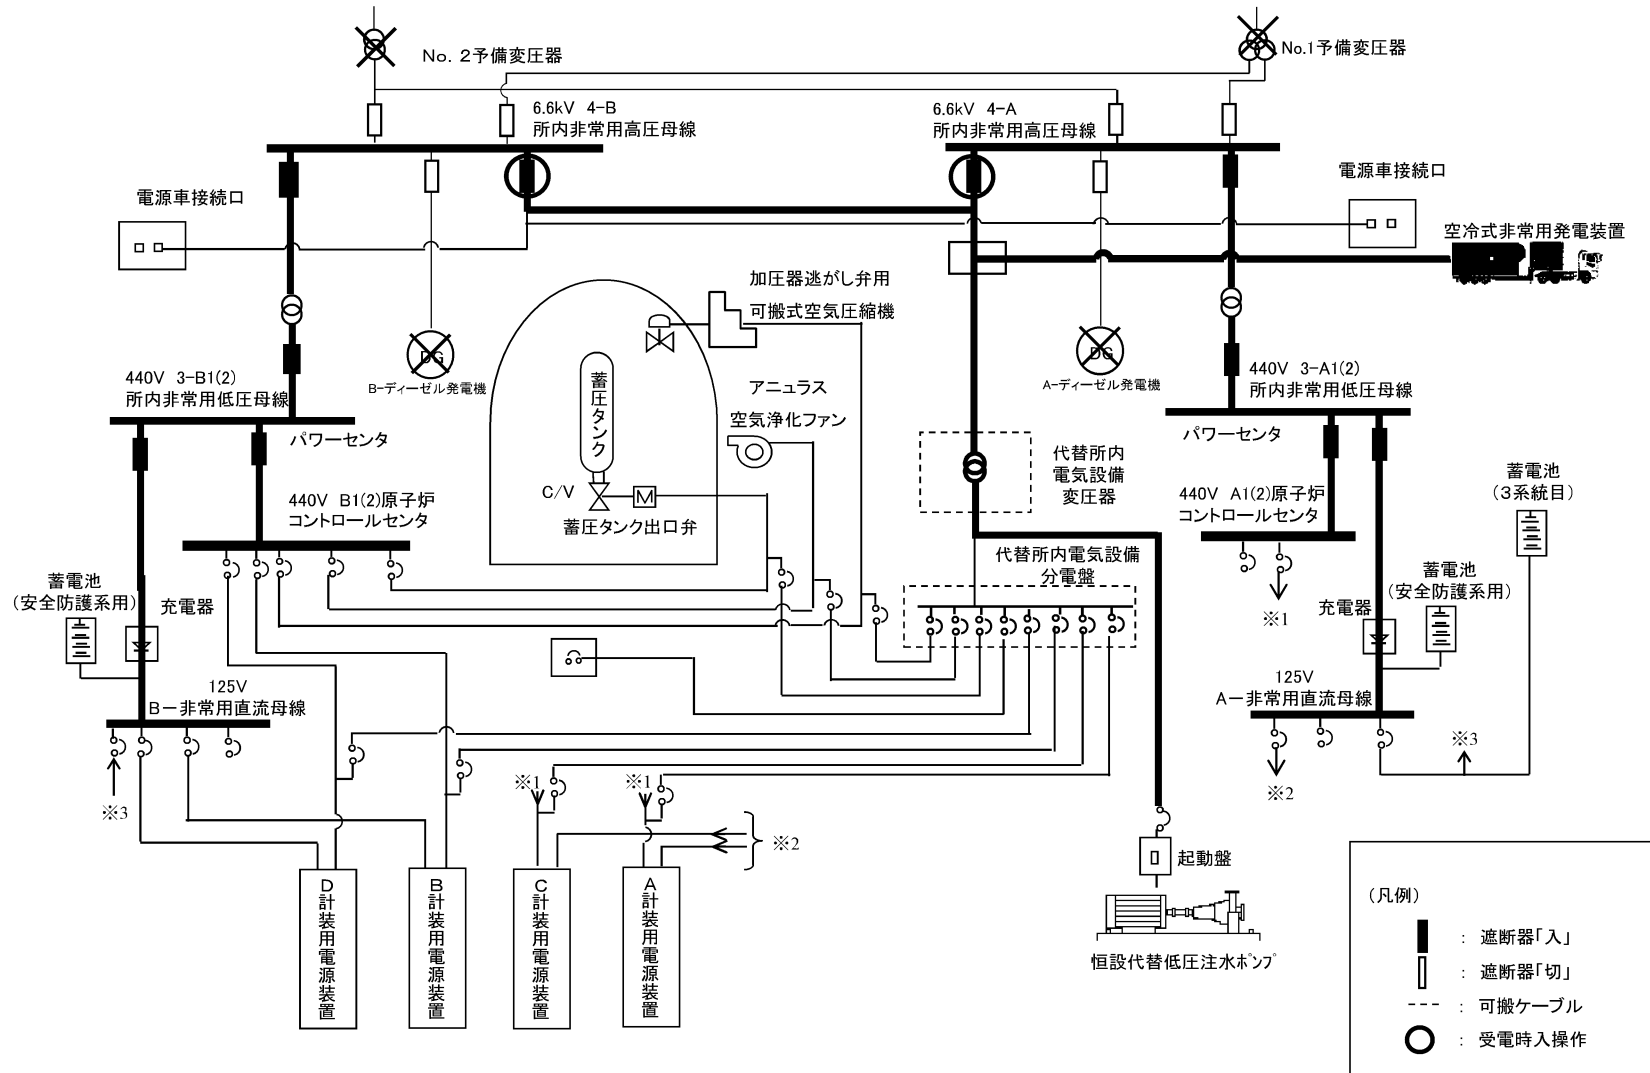 No. 2予備変圧器
No.1予備変圧器
6.6kV 4-B
所内非常用高圧母線
6.6kV 4-A
所内非常用高圧母線
電源車接続口
電源車接続口
空冷式非常用発電装置
加圧器逃がし弁用
可搬式空気圧縮機
DG
B-ディーゼル発電機
DG
A-ディーゼル発電機
蓄圧タンク
アニュラス
空気浄化ファン
440V 3-B1(2)
所内非常用低圧母線
パワーセンタ
440V 3-A1(2)
所内非常用低圧母線
パワーセンタ
代替所内
電気設備
変圧器
C/V
M
蓄圧タンク出口弁
440V B1(2)原子炉
コントロールセンタ
440V A1(2)原子炉
コントロールセンタ
蓄電池
(3系統目)
代替所内電気設備
分電盤
蓄電池
(安全防護系用)
充電器
蓄電池
(安全防護系用)
充電器
※1
125V
B-非常用直流母線
125V
A-非常用直流母線
※3
※3
※2
※1
※1
※2
起動盤
D計装用電源装置
B計装用電源装置
C計装用電源装置
A計装用電源装置
恒設代替低圧注水ポンプ
(凡例)
: 遮断器「入」
: 遮断器「切」
: 可搬ケーブル
: 受電時入操作